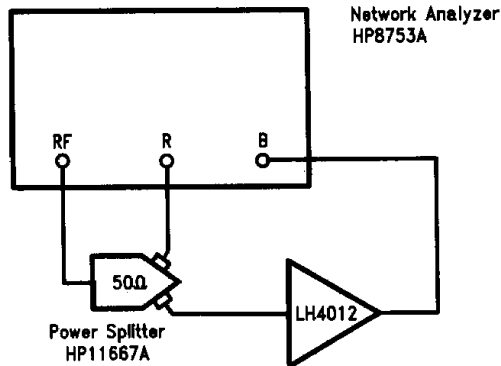 Network Analyzer
HP8753A
RF
R
B
50Ω
LH4012
Power Splitter
HP11667A